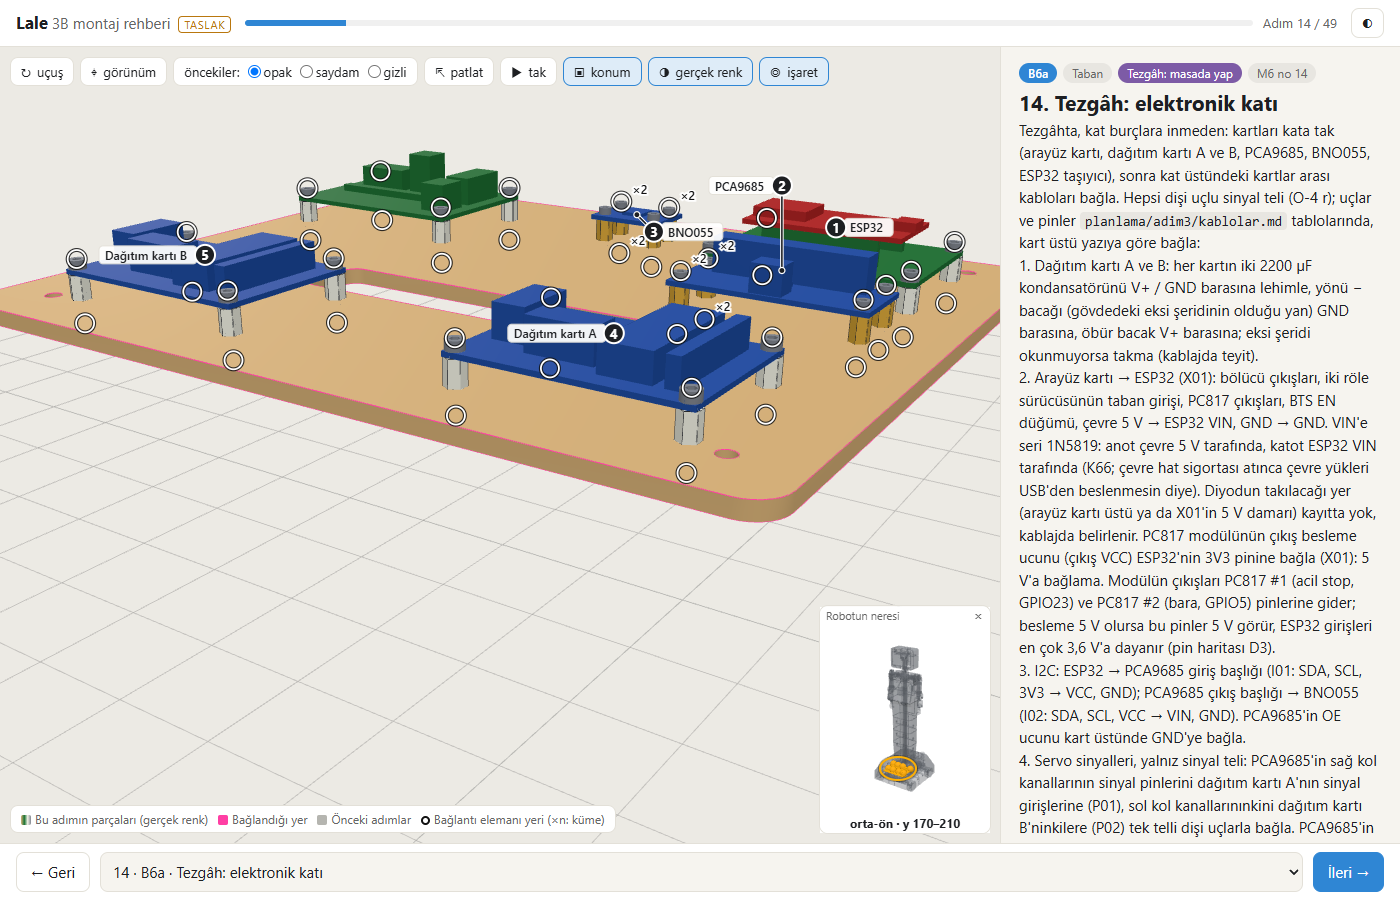 Lale 3B montaj rehberi TASLAK
Adım 14 / 49
↻ uçuş
⌖ görünüm
öncekiler: opak saydam gizli
⇱ patlat
▶ tak
▣ konum
◑ gerçek renk
◎ işaret
×2
×2
PCA9685 2
1 ESP32
3 BNO055
×2
×2
×2
Dağıtım kartı B 5
×2
Dağıtım kartı A 4
Robotun neresi ×
orta-ön · y 170–210
Bu adımın parçaları (gerçek renk) Bağlandığı yer Önceki adımlar Bağlantı elemanı yeri (×n: küme)
B6a Taban Tezgâh: masada yap M6 no 14
14. Tezgâh: elektronik katı
Tezgâhta, kat burçlara inmeden: kartları kata tak
(arayüz kartı, dağıtım kartı A ve B, PCA9685, BNO055,
ESP32 taşıyıcı), sonra kat üstündeki kartlar arası
kabloları bağla. Hepsi dişi uçlu sinyal teli (O-4 r); uçlar
ve pinler planlama/adim3/kablolar.md tablolarında,
kart üstü yazıya göre bağla:
1. Dağıtım kartı A ve B: her kartın iki 2200 µF
kondansatörünü V+ / GND barasına lehimle, yönü −
bacağı (gövdedeki eksi şeridinin olduğu yan) GND
barasına, öbür bacak V+ barasına; eksi şeridi
okunmuyorsa takma (kablajda teyit).
2. Arayüz kartı → ESP32 (X01): bölücü çıkışları, iki röle
sürücüsünün taban girişi, PC817 çıkışları, BTS EN
düğümü, çevre 5 V → ESP32 VIN, GND → GND. VIN'e
seri 1N5819: anot çevre 5 V tarafında, katot ESP32 VIN
tarafında (K66; çevre hat sigortası atınca çevre yükleri
USB'den beslenmesin diye). Diyodun takılacağı yer
(arayüz kartı üstü ya da X01'in 5 V damarı) kayıtta yok,
kablajda belirlenir. PC817 modülünün çıkış besleme
ucunu (çıkış VCC) ESP32'nin 3V3 pinine bağla (X01): 5
V'a bağlama. Modülün çıkışları PC817 #1 (acil stop,
GPIO23) ve PC817 #2 (bara, GPIO5) pinlerine gider;
besleme 5 V olursa bu pinler 5 V görür, ESP32 girişleri
en çok 3,6 V'a dayanır (pin haritası D3).
3. I2C: ESP32 → PCA9685 giriş başlığı (I01: SDA, SCL,
3V3 → VCC, GND); PCA9685 çıkış başlığı → BNO055
(I02: SDA, SCL, VCC → VIN, GND). PCA9685'in OE
ucunu kart üstünde GND'ye bağla.
4. Servo sinyalleri, yalnız sinyal teli: PCA9685'in sağ kol
kanallarının sinyal pinlerini dağıtım kartı A'nın sinyal
girişlerine (P01), sol kol kanallarınınkini dağıtım kartı
B'ninkilere (P02) tek telli dişi uçlarla bağla. PCA9685'in
← Geri
14 · B6a · Tezgâh: elektronik katı
İleri →